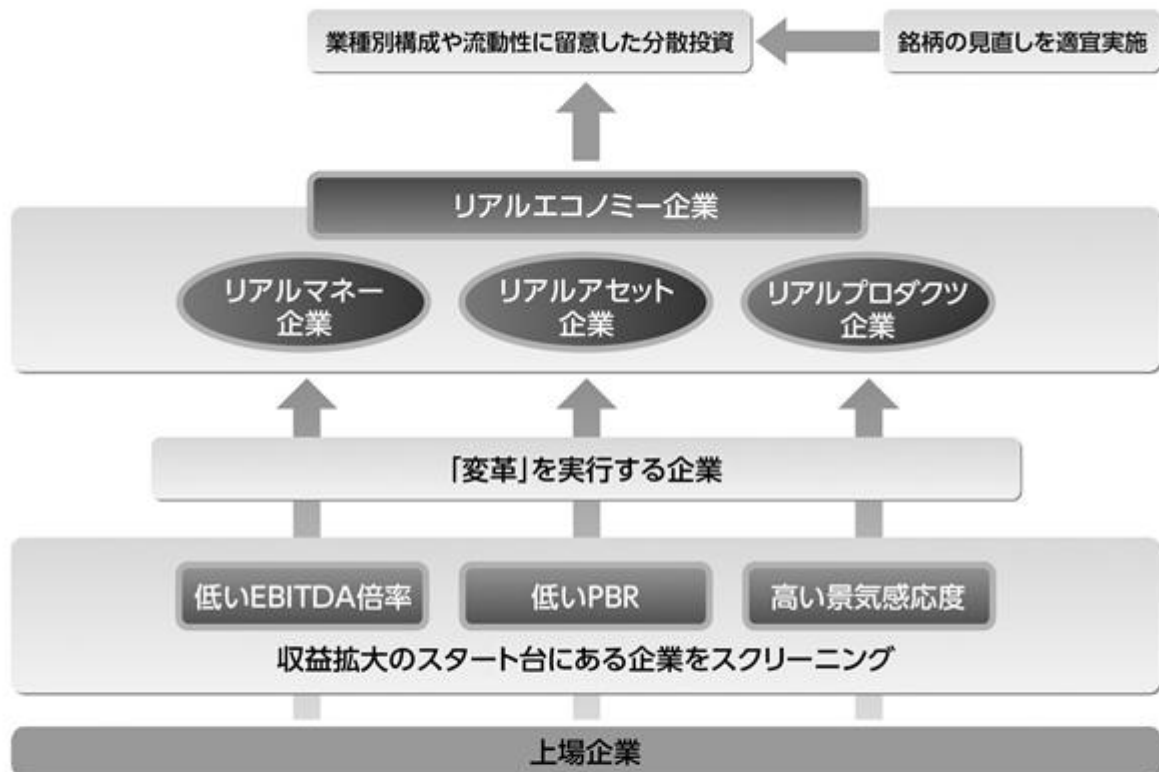 業種別構成や流動性に留意した分散投資
銘柄の見直しを適宜実施
リアルエコノミー企業
リアルマネー
企業
リアルアセット
企業
リアルプロダクツ
企業
「変革」を実行する企業
低いEBITDA倍率
低いPBR
高い景気感応度
収益拡大のスタート台にある企業をスクリーニング
上場企業